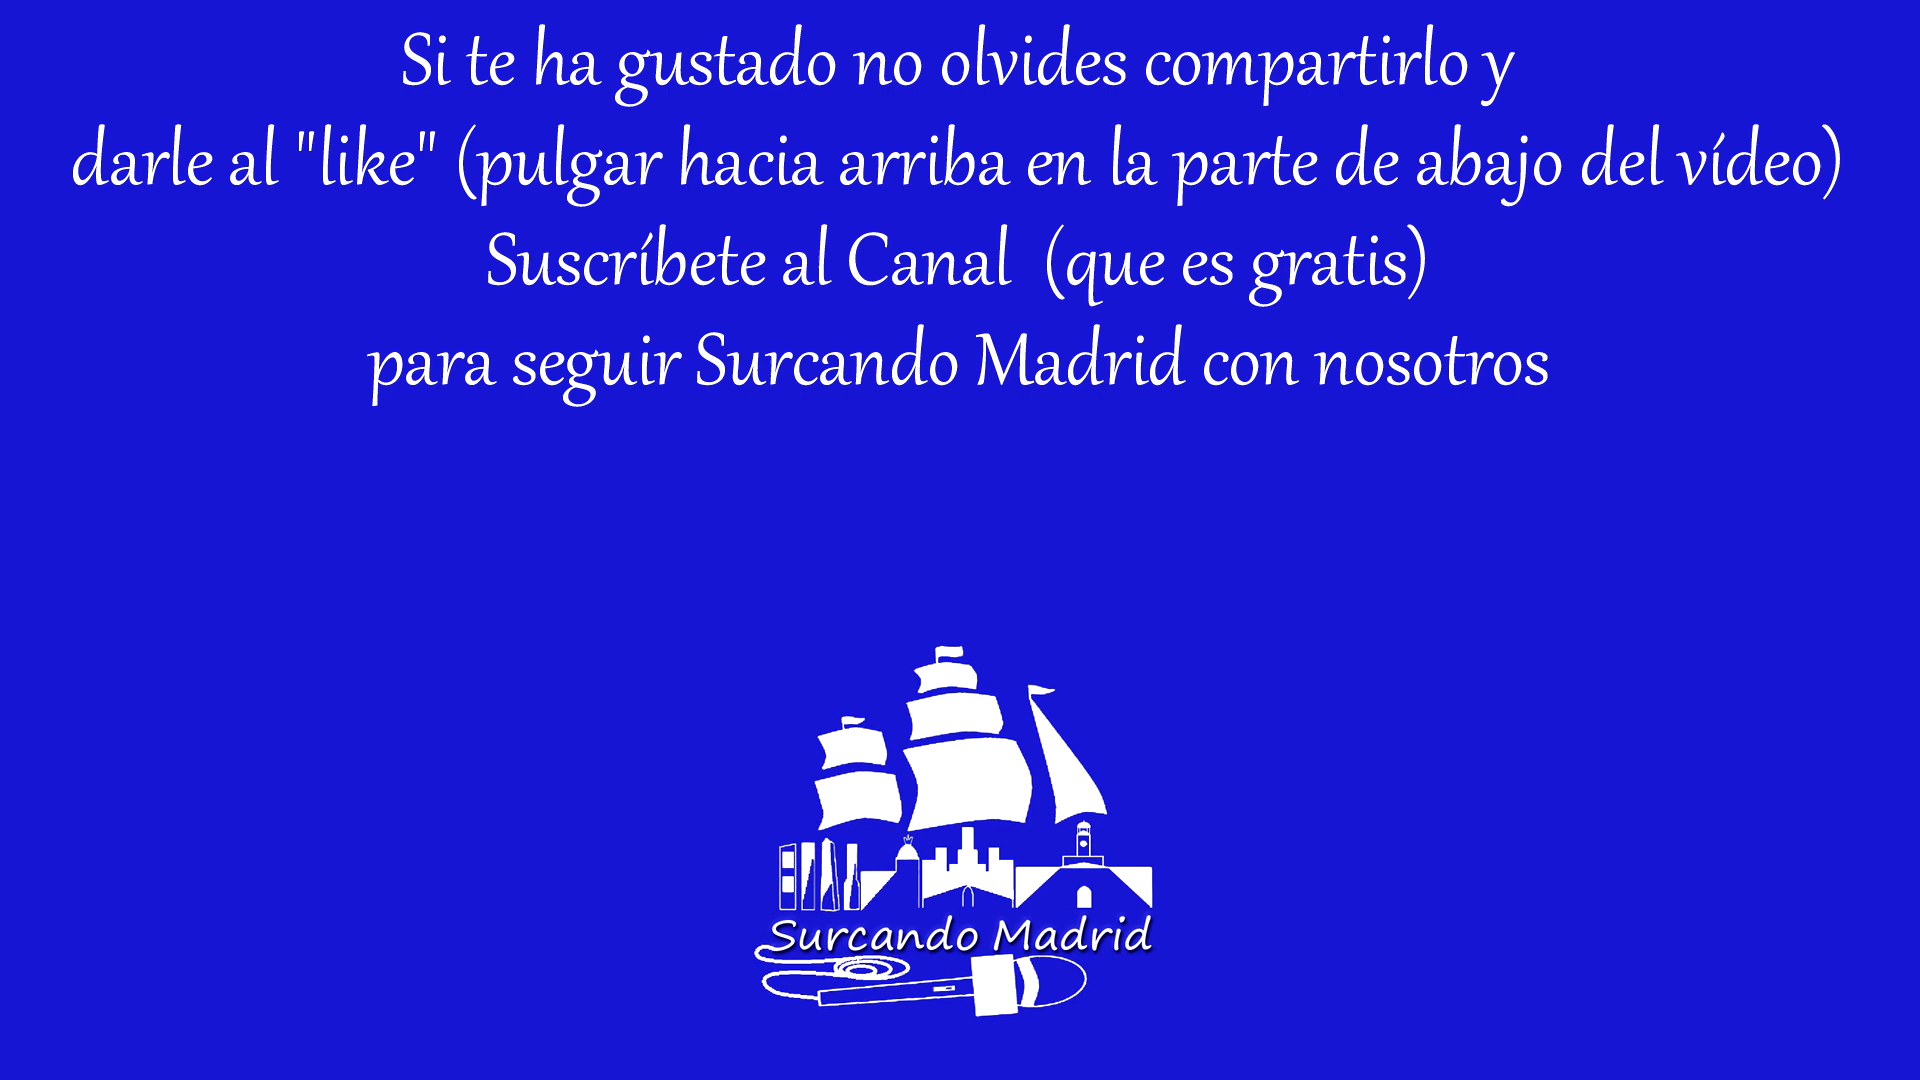 Si te ha gustado no olvides compartirlo y
darle al "like" (pulgar hacia arriba en la parte de abajo del vídeo)
Suscríbete al Canal (que es gratis)
para seguir Surcando Madrid con nosotros
Surcando Madrid